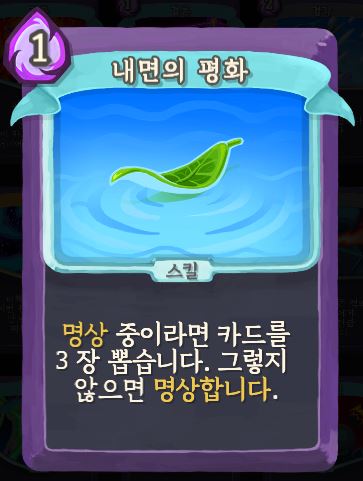 1
내면의 평화
스킬
명상 중이라면 카드를
3 장 뽑습니다. 그렇지
않으면 명상합니다.